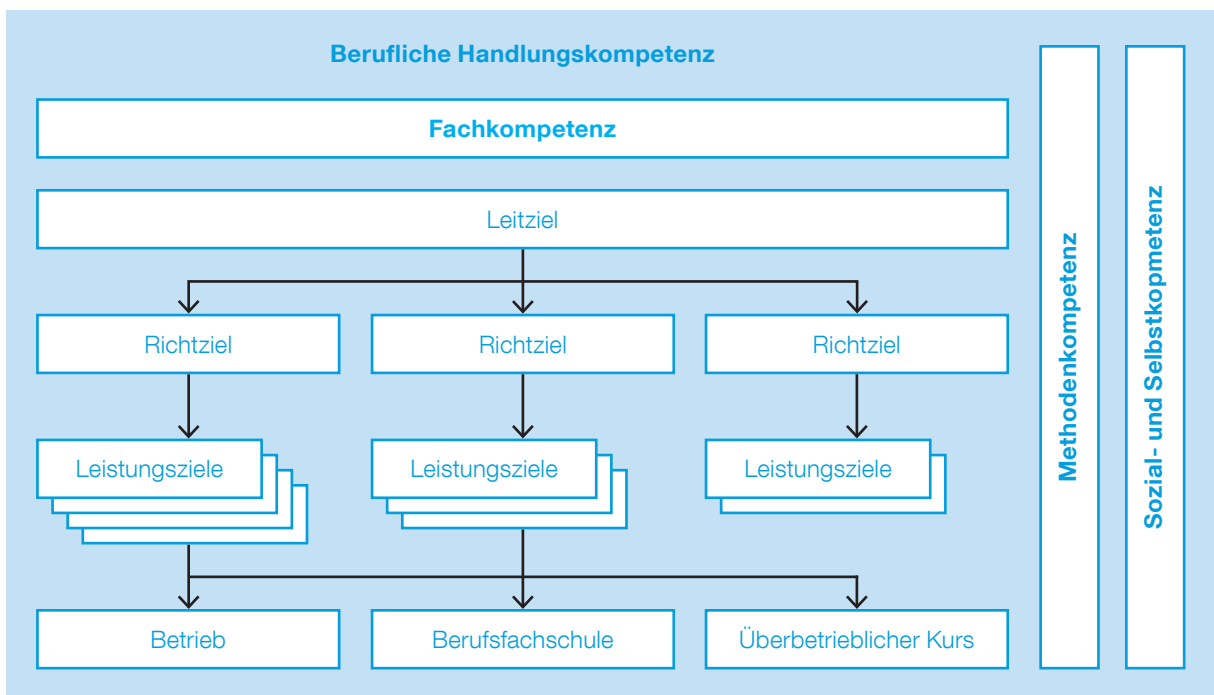 Berufliche Handlungskompetenz
Fachkompetenz
Leitziel
Richtziel
Richtziel
Richtziel
Leistungsziele
Leistungsziele
Leistungsziele
Betrieb
Berufsfachschule
Überbetrieblicher Kurs
Methodenkompetenz
Sozial- und Selbstkopmetenz